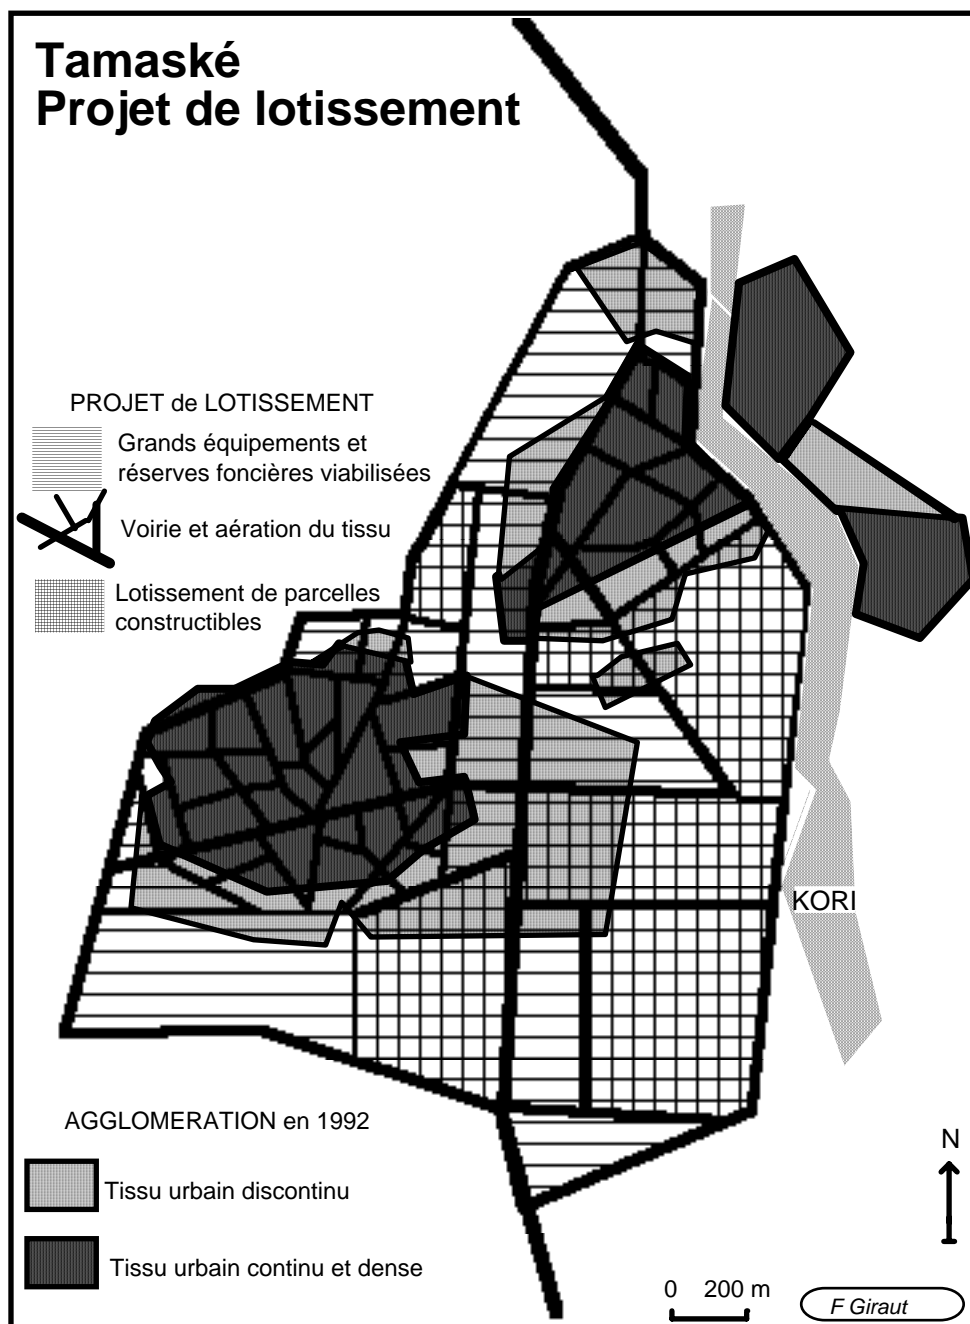 Tamaské
Projet de lotissement
PROJET de LOTISSEMENT
Grands équipements et
réserves foncières viabilisées
Voirie et aération du tissu
Lotissement de parcelles
constructibles
KORI
AGGLOMERATION en 1992
Tissu urbain discontinu
Tissu urbain continu et dense
N
0 200 m
F Giraut